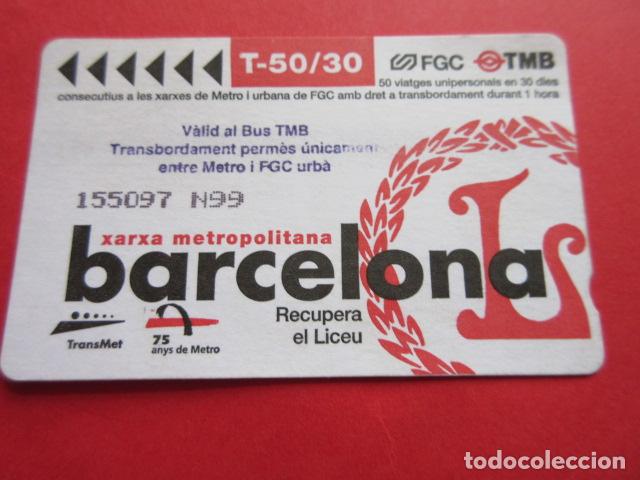 T-50/30 FGC TMB
50 viatges unipersonals en 30 dies
consecutius a les xarxes de Metro i urbana de FGC amb dret a transbordament durant 1 hora
Vàlid al Bus TMB
Transbordament permès únicament
entre Metro i FGC urbà
155097 N99
xarxa metropolitana
barcelona
Recupera
el Liceu
L
TransMet
75
anys de Metro
todocoleccion